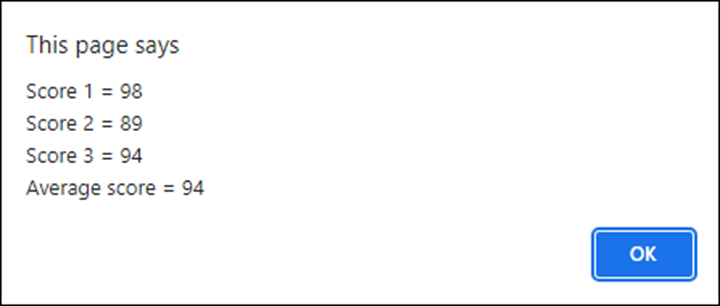 This page says
Score 1 = 98
Score 2 = 89
Score 3 = 94
Average score = 94
OK